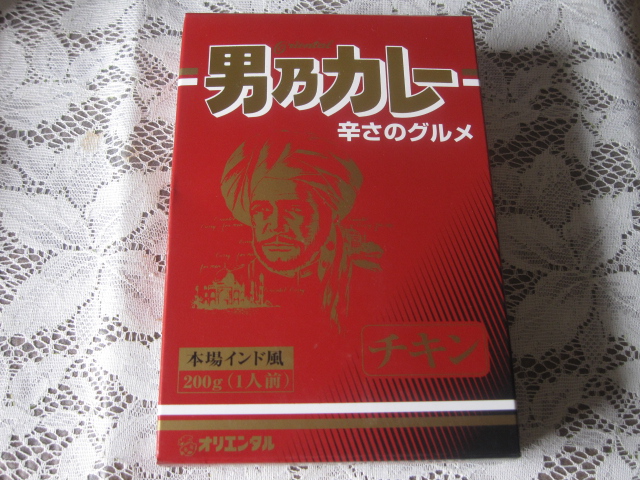 男乃カレー
辛さのグルメ
チキン
本場インド風
200g(1人前)
オリエンタル